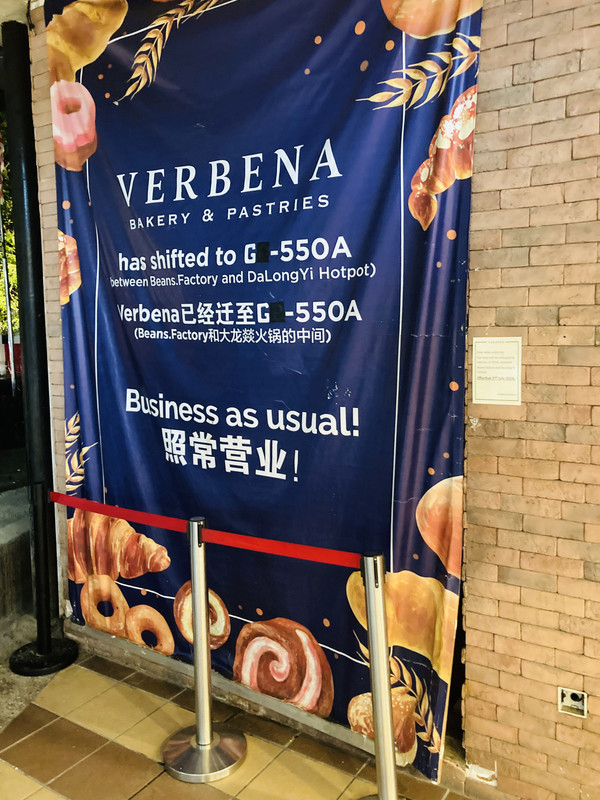 VERBENA
BAKERY & PASTRIES
has shifted to G -550A
between Beans.Factory and DaLongYi Hotpot)
Verbena已经迁至G -550A
(Beans.Factory和大龙燚火锅的中间)
Business as usual!
照常营业!